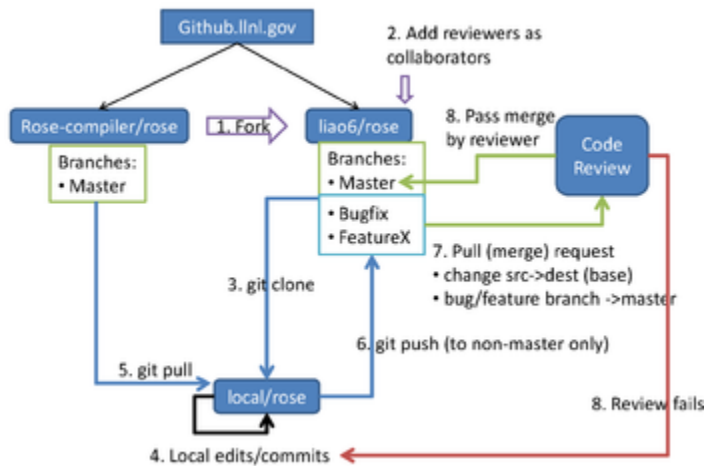 Github.llnl.gov
2. Add reviewers as
collaborators
Rose-compiler/rose
1. Fork
liao6/rose
8. Pass merge
by reviewer
Code
Review
Branches:
• Master
Branches:
• Master
• Bugfix
• FeatureX
7. Pull (merge) request
• change src->dest (base)
• bug/feature branch ->master
3. git clone
6. git push (to non-master only)
5. git pull
local/rose
8. Review fails
4. Local edits/commits